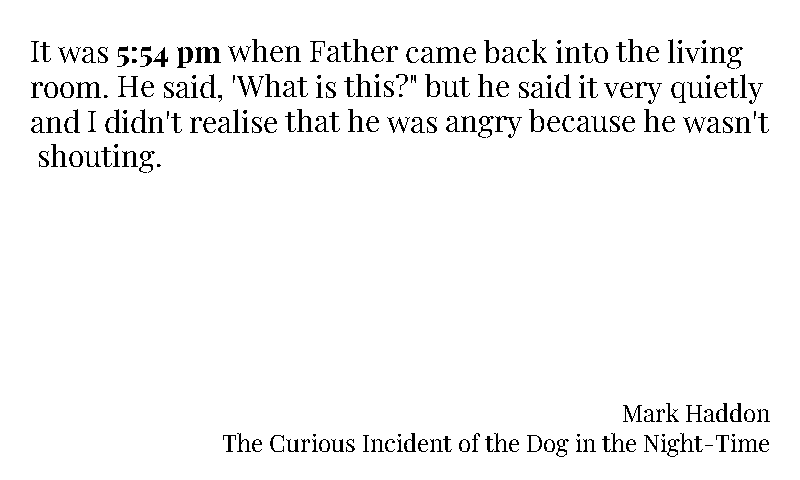 It was 5:54 pm when Father came back into the living
room. He said, 'What is this?" but he said it very quietly
and I didn't realise that he was angry because he wasn't
shouting.
Mark Haddon
The Curious Incident of the Dog in the Night-Time